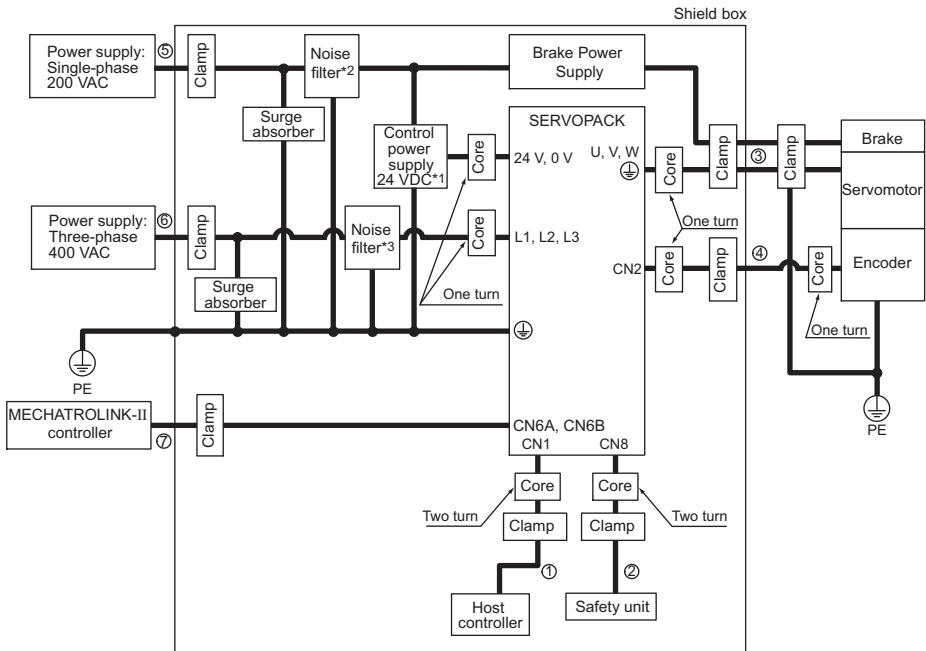 Shield box
Power supply:
Single-phase
200 VAC
⑤
Clamp
Noise
filter*2
Brake Power
Supply
Surge
absorber
Control
power
supply
24 VDC*1
Core
SERVOPACK
24 V, 0 V
U, V, W
Core
Clamp
③
Clamp
Brake
Servomotor
Power supply:
Three-phase
400 VAC
⑥
Clamp
Noise
filter*3
Core
L1, L2, L3
One turn
Surge
absorber
One turn
CN2
Core
Clamp
④
Core
Encoder
One turn
PE
PE
MECHATROLINK-II
controller
⑦
Clamp
CN6A, CN6B
CN1
CN8
Core
Core
Two turn
Two turn
Clamp
Clamp
①
②
Host
controller
Safety unit